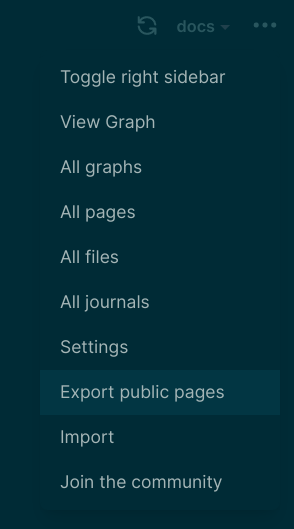 docs
Toggle right sidebar
View Graph
All graphs
All pages
All files
All journals
Settings
Export public pages
Import
Join the community